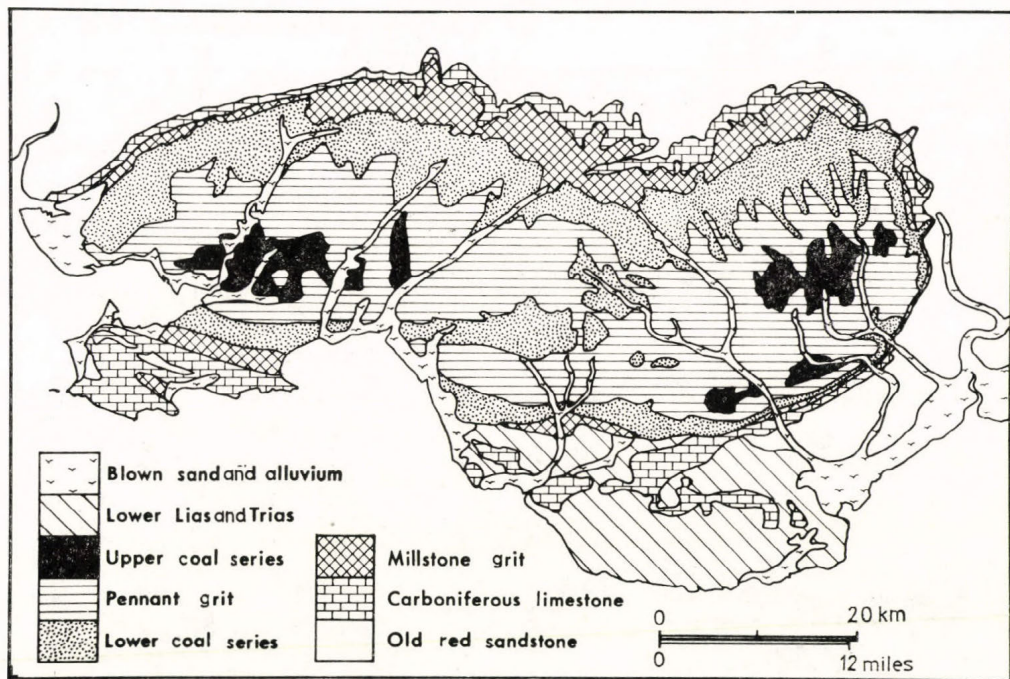 Blown sand and alluvium
Lower Lias and Trias
Upper coal series
Pennant grit
Lower coal series
Millstone grit
Carboniferous limestone
Old red sandstone
0 20 km
0 12 miles